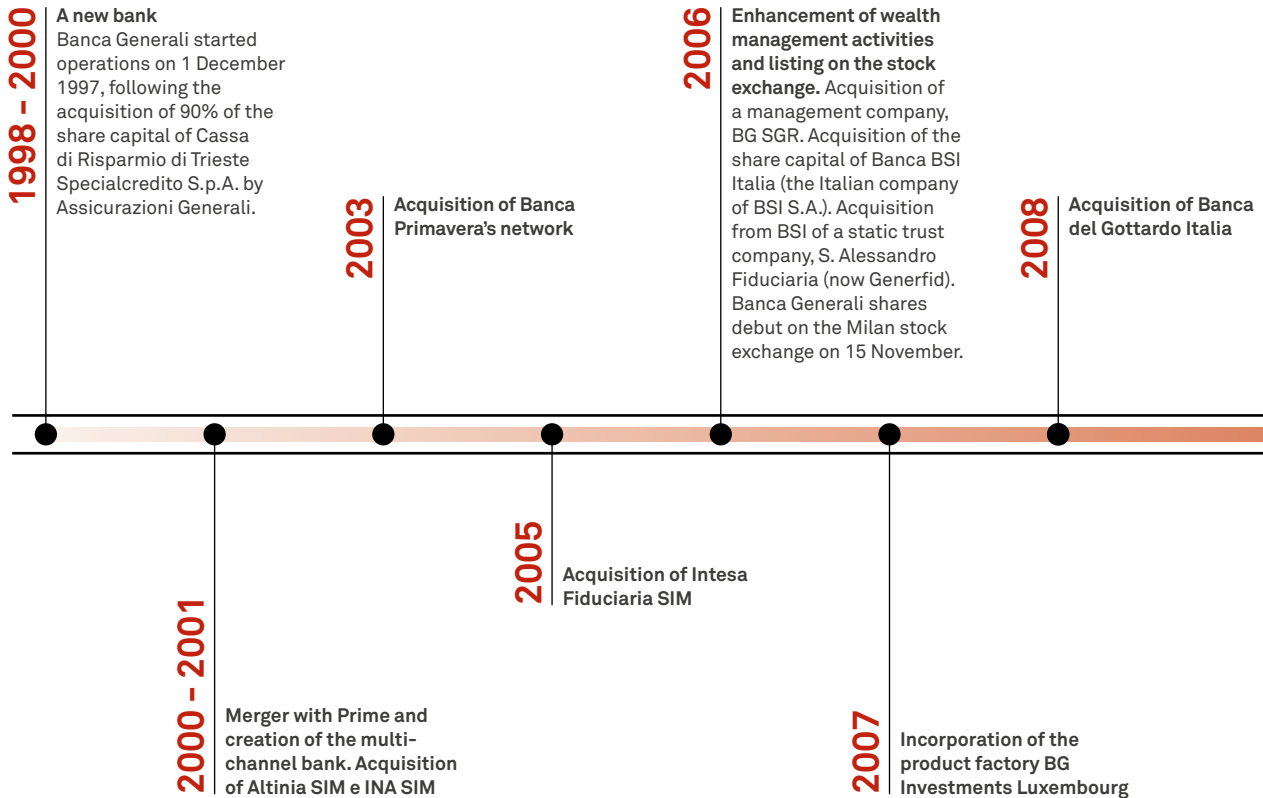 1998 – 2000
A new bank
Banca Generali started
operations on 1 December
1997, following the
acquisition of 90% of the
share capital of Cassa
di Risparmio di Trieste
Specialcredito S.p.A. by
Assicurazioni Generali.
2000 – 2001
Merger with Prime and
creation of the multi-
channel bank. Acquisition
of Altinia SIM e INA SIM
2003
Acquisition of Banca
Primavera’s network
2005
Acquisition of Intesa
Fiduciaria SIM
2006
Enhancement of wealth
management activities
and listing on the stock
exchange. Acquisition of
a management company,
BG SGR. Acquisition of the
share capital of Banca BSI
Italia (the Italian company
of BSI S.A.). Acquisition
from BSI of a static trust
company, S. Alessandro
Fiduciaria (now Generfid).
Banca Generali shares
debut on the Milan stock
exchange on 15 November.
2007
Incorporation of the
product factory BG
Investments Luxembourg
2008
Acquisition of Banca
del Gottardo Italia